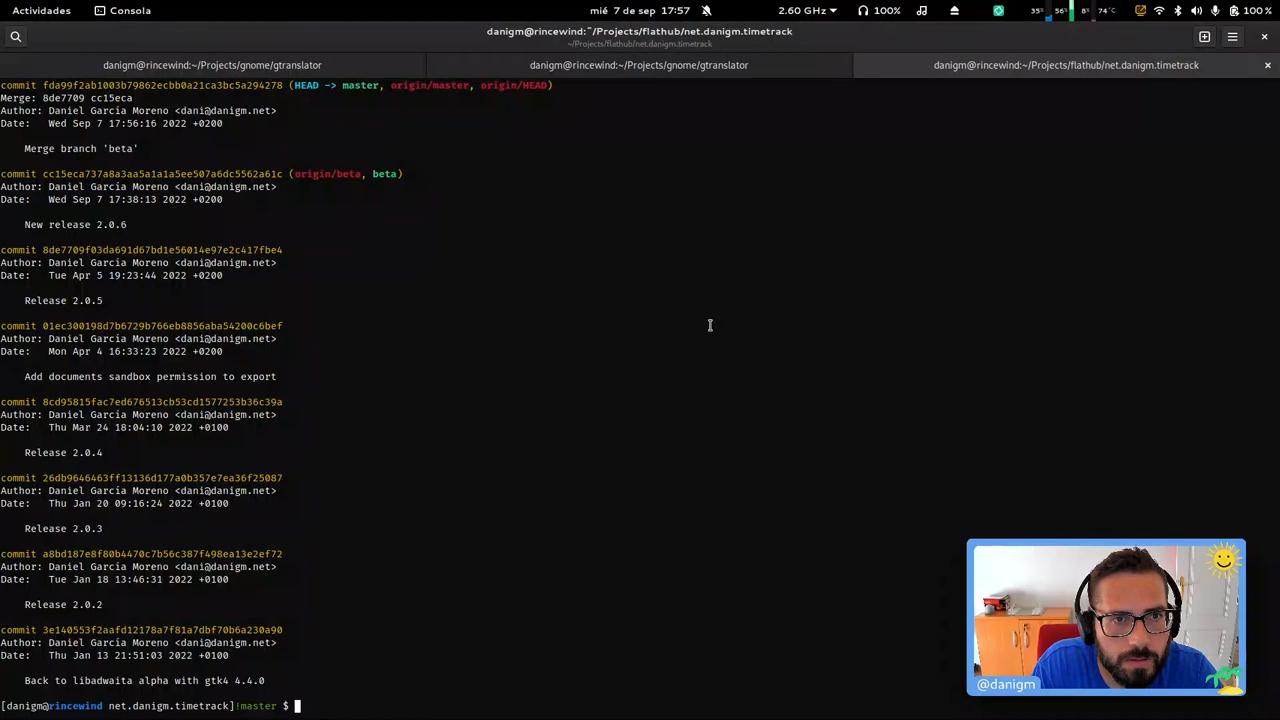 Actividades Consola mié 7 de sep 17:57 2.60 GHz 100% 35% 56% 8% 74°C 100 %
danigm@rincewind:~/Projects/flathub/net.danigm.timetrack
~/Projects/flathub/net.danigm.timetrack
danigm@rincewind:~/Projects/gnome/gtranslator danigm@rincewind:~/Projects/gnome/gtranslator danigm@rincewind:~/Projects/flathub/net.danigm.timetrack
commit fda99f2ab1003b79862ecbb0a21ca3bc5a294278 (HEAD -> master, origin/master, origin/HEAD)
Merge: 8de7709 cc15eca
Author: Daniel Garcia Moreno <dani@danigm.net>
Date: Wed Sep 7 17:56:16 2022 +0200
Merge branch 'beta'
commit cc15eca737a8a3aa5a1a1a5ee507a6dc5562a61c (origin/beta, beta)
Author: Daniel Garcia Moreno <dani@danigm.net>
Date: Wed Sep 7 17:38:13 2022 +0200
New release 2.0.6
commit 8de7709f03da691d67bd1e56014e97e2c417fbe4
Author: Daniel Garcia Moreno <dani@danigm.net>
Date: Tue Apr 5 19:23:44 2022 +0200
Release 2.0.5
commit 01ec300198d7b6729b766eb8856aba54200c6bef
Author: Daniel Garcia Moreno <dani@danigm.net>
Date: Mon Apr 4 16:33:23 2022 +0200
Add documents sandbox permission to export
commit 8cd95815fac7ed676513cb53cd1577253b36c39a
Author: Daniel Garcia Moreno <dani@danigm.net>
Date: Thu Mar 24 18:04:10 2022 +0100
Release 2.0.4
commit 26db9646463ff13136d177a0b357e7ea36f25087
Author: Daniel Garcia Moreno <dani@danigm.net>
Date: Thu Jan 20 09:16:24 2022 +0100
Release 2.0.3
commit a8bd187e8f80b4470c7b56c387f498ea13e2ef72
Author: Daniel Garcia Moreno <dani@danigm.net>
Date: Tue Jan 18 13:46:31 2022 +0100
Release 2.0.2
commit 3e140553f2aafd12178a7f81a7dbf70b6a230a90
Author: Daniel Garcia Moreno <dani@danigm.net>
Date: Thu Jan 13 21:51:03 2022 +0100
Back to libadwaita alpha with gtk4 4.4.0
[danigm@rincewind net.danigm.timetrack]!master $
@danigm